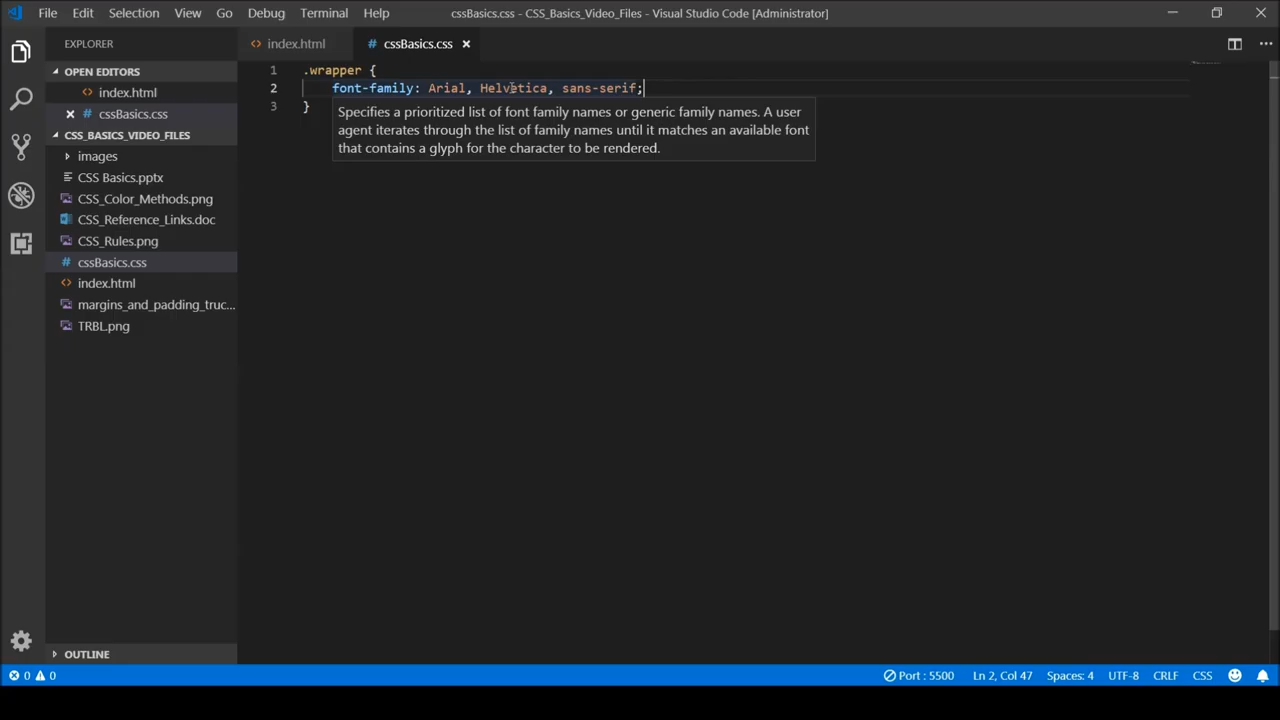 File Edit Selection View Go Debug Terminal Help cssBasics.css - CSS_Basics_Video_Files - Visual Studio Code [Administrator]
EXPLORER
index.html
cssBasics.css
OPEN EDITORS
index.html
cssBasics.css
CSS_BASICS_VIDEO_FILES
images
CSS Basics.pptx
CSS_Color_Methods.png
CSS_Reference_Links.doc
CSS_Rules.png
cssBasics.css
index.html
margins_and_padding_truc...
TRBL.png
OUTLINE
1 .wrapper {
2 font-family: Arial, Helvetica, sans-serif;
3 }
Specifies a prioritized list of font family names or generic family names. A user
agent iterates through the list of family names until it matches an available font
that contains a glyph for the character to be rendered.
0 0 Port : 5500 Ln 2, Col 47 Spaces: 4 UTF-8 CRLF CSS